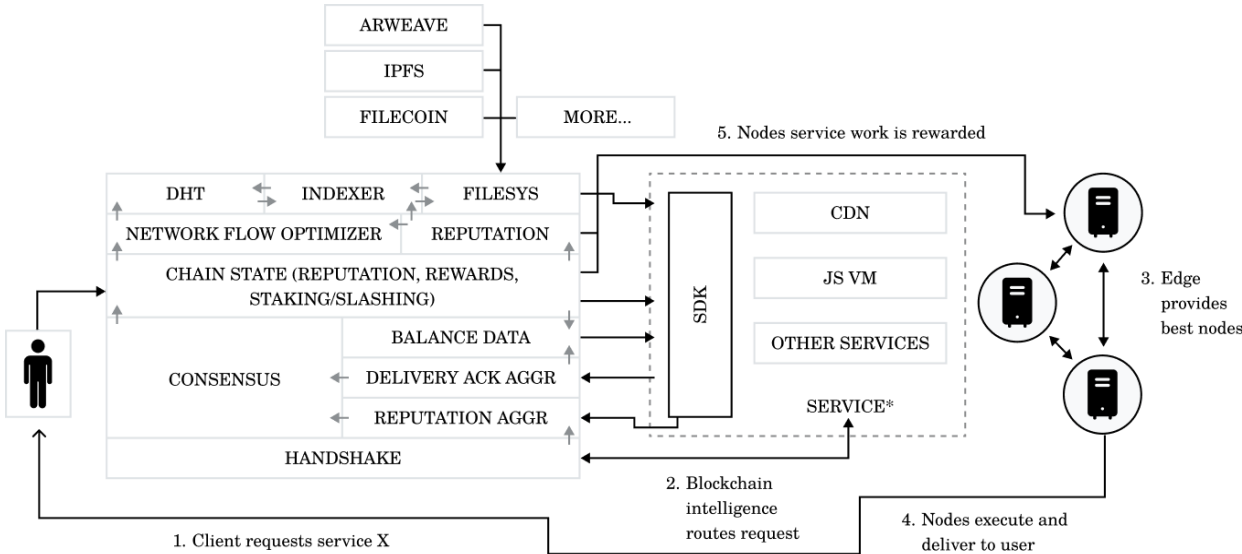 ARWEAVE
IPFS
FILECOIN
MORE...
5. Nodes service work is rewarded
DHT
INDEXER
FILESYS
NETWORK FLOW OPTIMIZER
REPUTATION
CHAIN STATE (REPUTATION, REWARDS,
STAKING/SLASHING)
BALANCE DATA
CONSENSUS
DELIVERY ACK AGGR
REPUTATION AGGR
HANDSHAKE
SDK
CDN
JS VM
OTHER SERVICES
SERVICE*
3. Edge
provides
best nodes
2. Blockchain
intelligence
routes request
1. Client requests service X
4. Nodes execute and
deliver to user